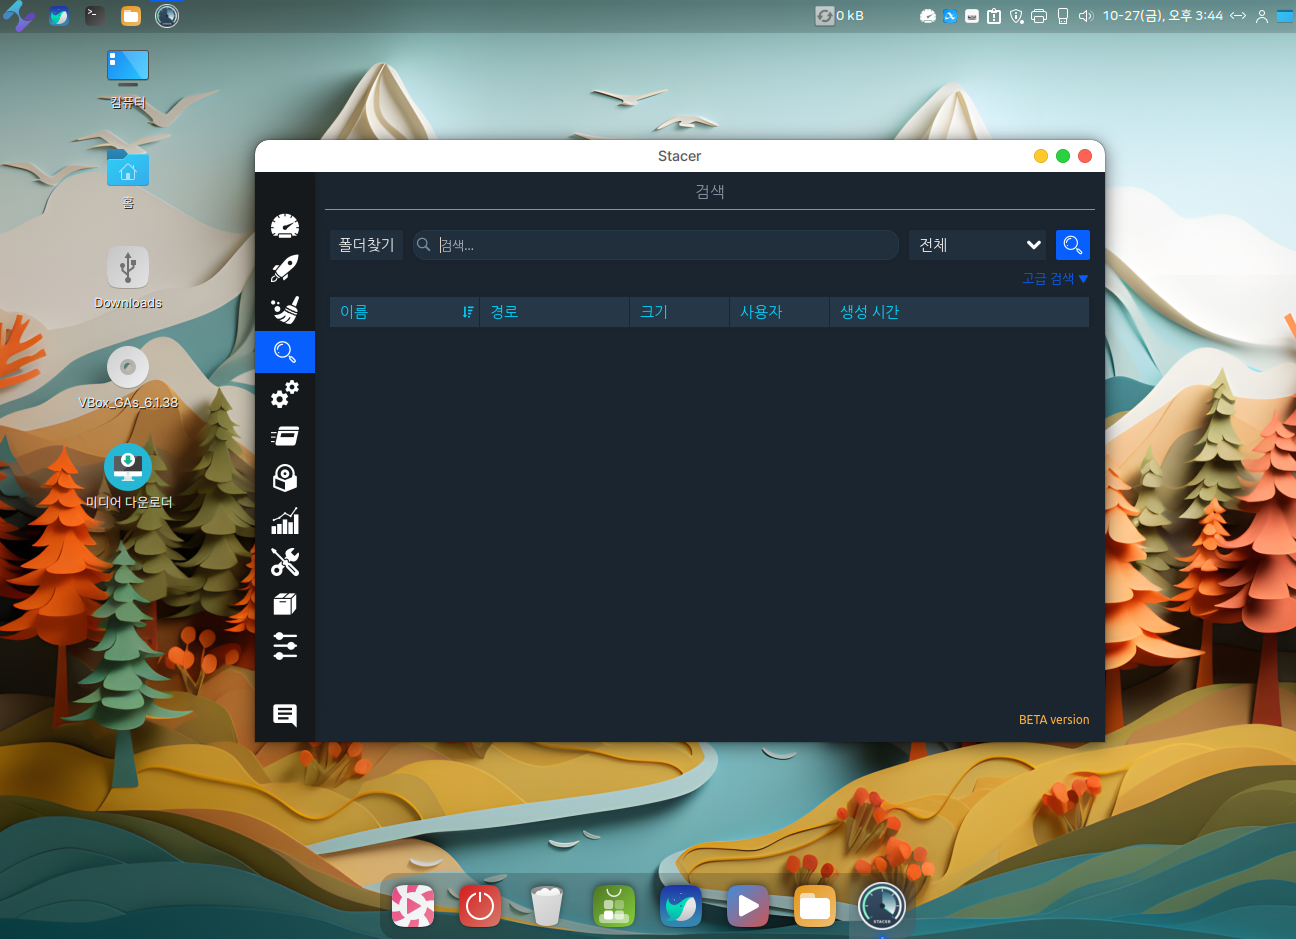 0 kB
10-27(금), 오후 3:44
컴퓨터
홈
Downloads
VBox_GAs_6.1.38
미디어 다운로더
Stacer
검색
폴더찾기
검색...
전체
고급 검색 ▼
이름 경로 크기 사용자 생성 시간
BETA version
STACER